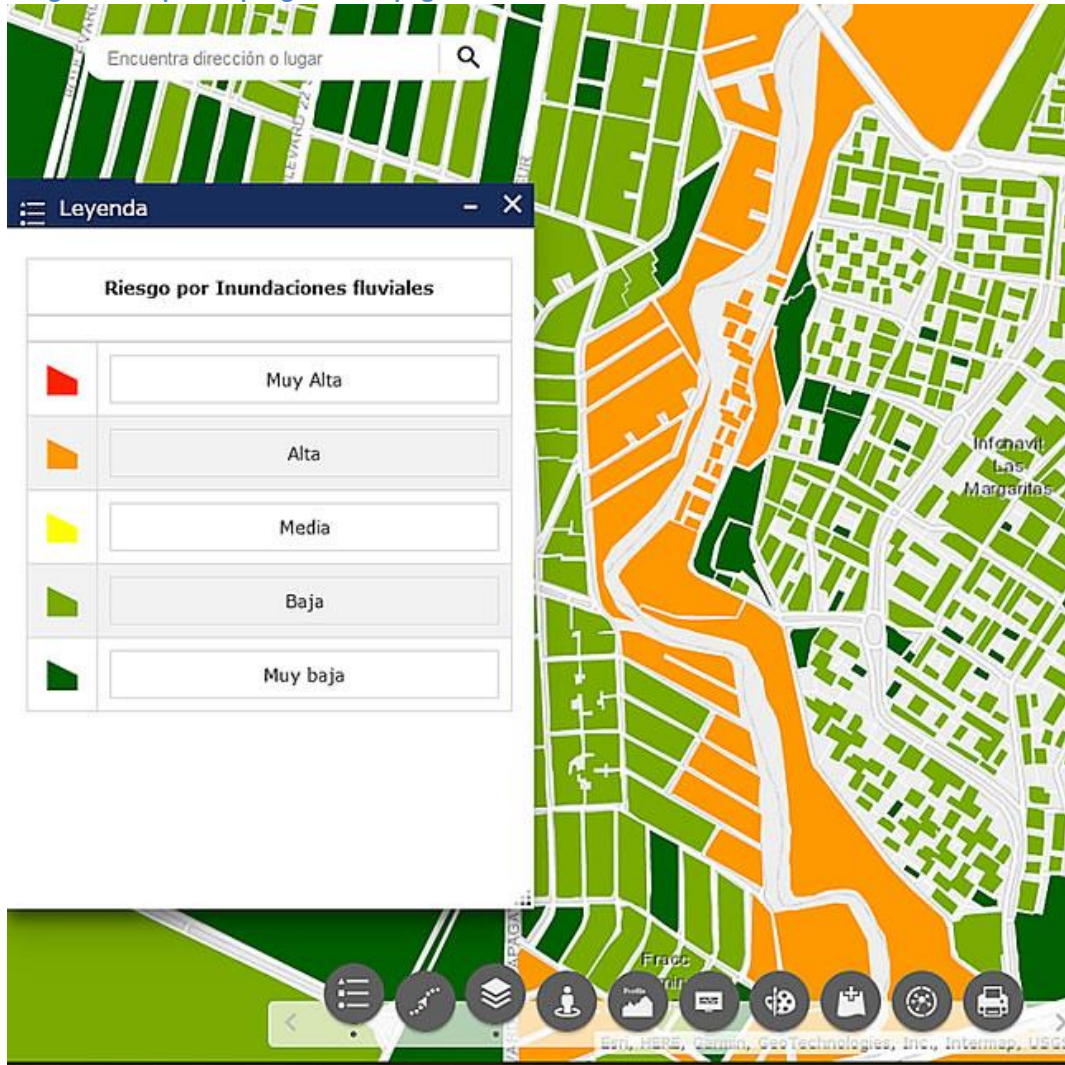 Encuentra dirección o lugar
Leyenda
Riesgo por Inundaciones fluviales
Muy Alta
Alta
Media
Baja
Muy baja
Infonavit
Las
Margaritas
Fracc
Profile
Esri, HERE, Garmin, GeoTechnologies, Inc., Intermap, USGS